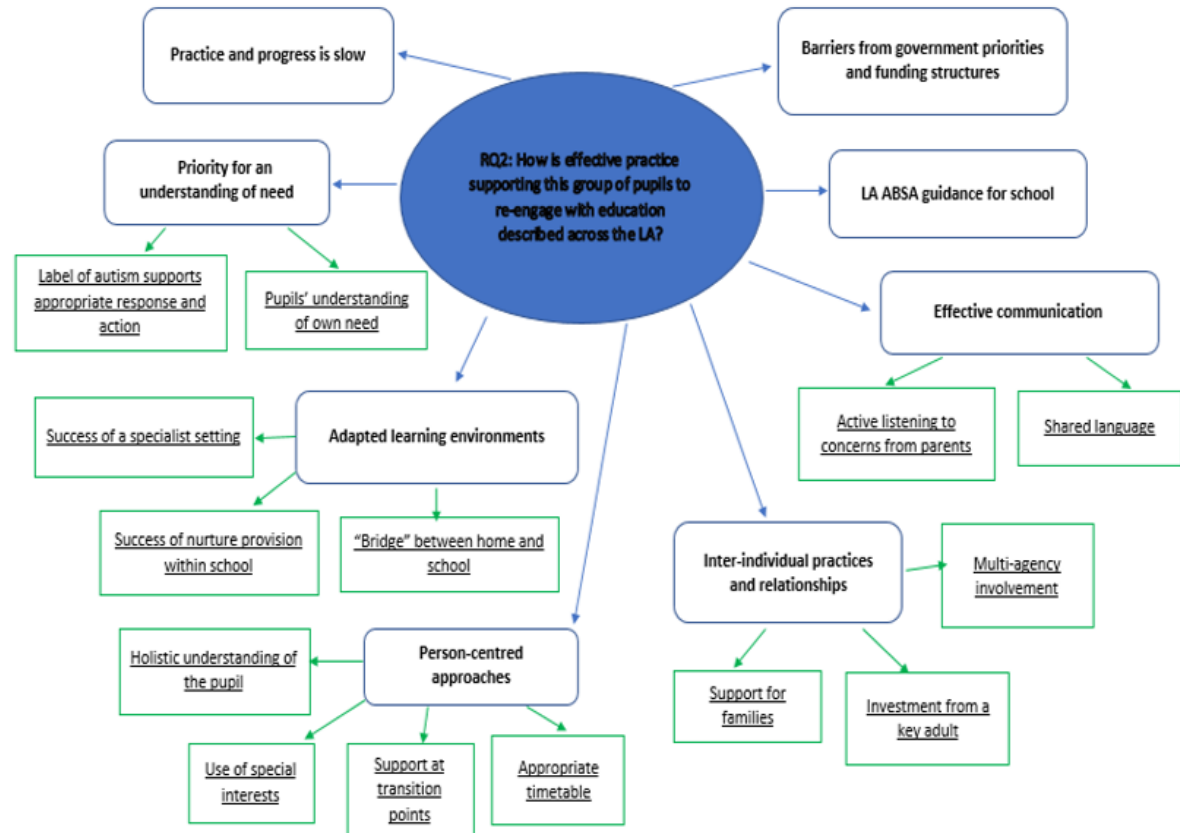 Practice and progress is slow
Barriers from government priorities
and funding structures
RQ2: How is effective practice
supporting this group of pupils to
re-engage with education
described across the LA?
Priority for an
understanding of need
LA ABSA guidance for school
Label of autism supports
appropriate response and
action
Pupils’ understanding
of own need
Effective communication
Active listening to
concerns from parents
Shared language
Adapted learning environments
Success of a specialist setting
Success of nurture provision
within school
“Bridge” between home and
school
Inter-individual practices
and relationships
Multi-agency
involvement
Support for
families
Investment from a
key adult
Person-centred
approaches
Holistic understanding of
the pupil
Use of special
interests
Support at
transition
points
Appropriate
timetable